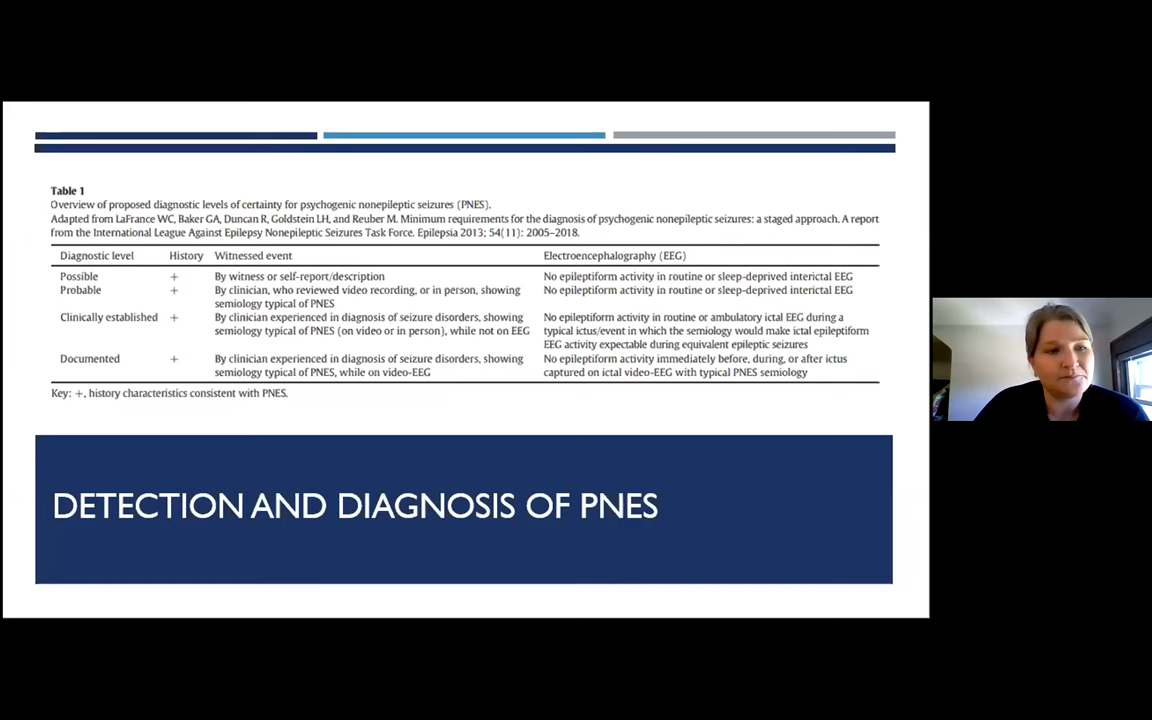 Table 1
Overview of proposed diagnostic levels of certainty for psychogenic nonepileptic seizures (PNES).
Adapted from LaFrance WC, Baker GA, Duncan R, Goldstein LH, and Reuber M. Minimum requirements for the diagnosis of psychogenic nonepileptic seizures: a staged approach. A report
from the International League Against Epilepsy Nonepileptic Seizures Task Force. Epilepsia 2013; 54(11): 2005–2018.
Diagnostic level History Witnessed event Electroencephalography (EEG)
Possible + By witness or self-report/description No epileptiform activity in routine or sleep-deprived interictal EEG
Probable + By clinician, who reviewed video recording, or in person, showing No epileptiform activity in routine or sleep-deprived interictal EEG
semiology typical of PNES
Clinically established + By clinician experienced in diagnosis of seizure disorders, showing No epileptiform activity in routine or ambulatory ictal EEG during a
semiology typical of PNES (on video or in person), while not on EEG typical ictus/event in which the semiology would make ictal epileptiform
EEG activity expectable during equivalent epileptic seizures
Documented + By clinician experienced in diagnosis of seizure disorders, showing No epileptiform activity immediately before, during, or after ictus
semiology typical of PNES, while on video-EEG captured on ictal video-EEG with typical PNES semiology
Key: +, history characteristics consistent with PNES.
DETECTION AND DIAGNOSIS OF PNES